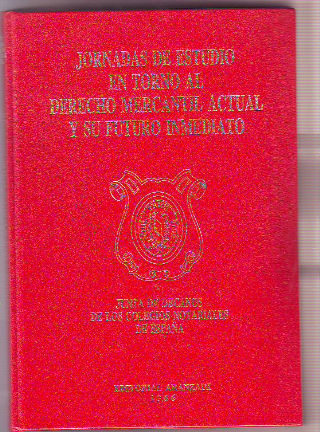 JORNADAS DE ESTUDIO
EN TORNO AL
DERECHO MERCANTIL ACTUAL
Y SU FUTURO INMEDIATO
JUNTA DE DECANOS
DE LOS COLEGIOS NOTARIALES
DE ESPAÑA
EDITORIAL ARANZADI